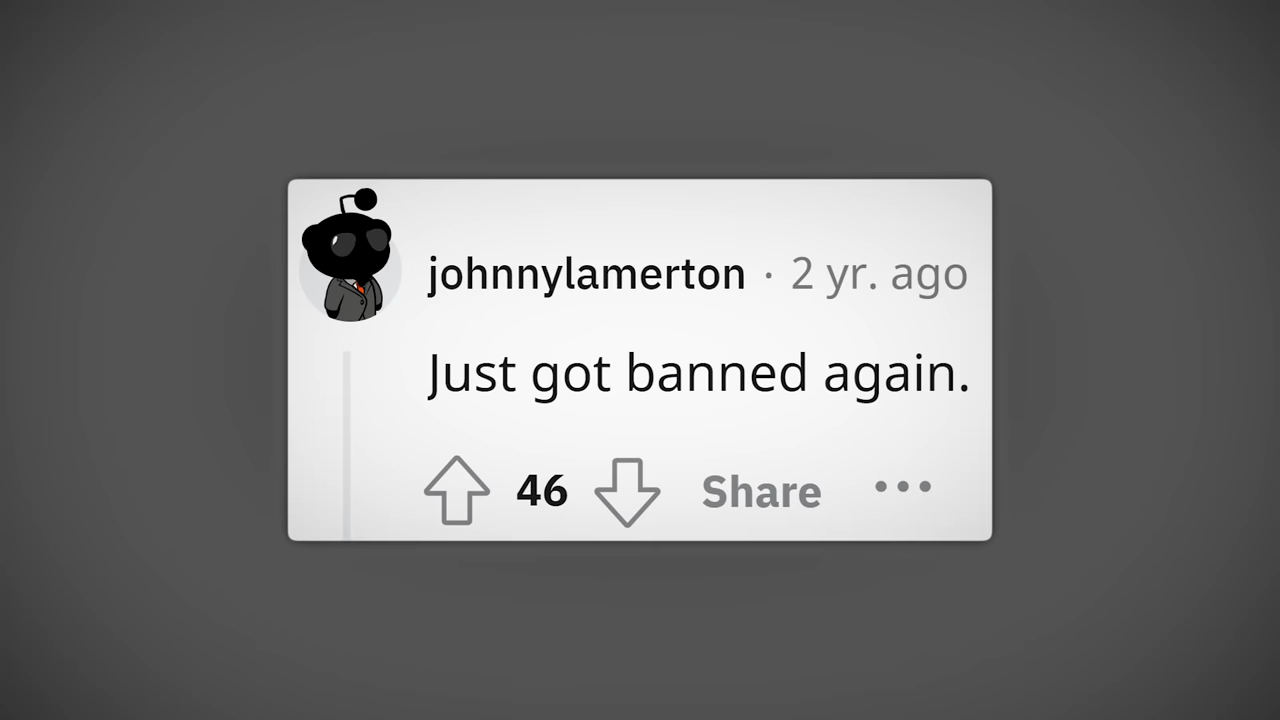 johnnylamerton · 2 yr. ago
Just got banned again.
46 Share •••